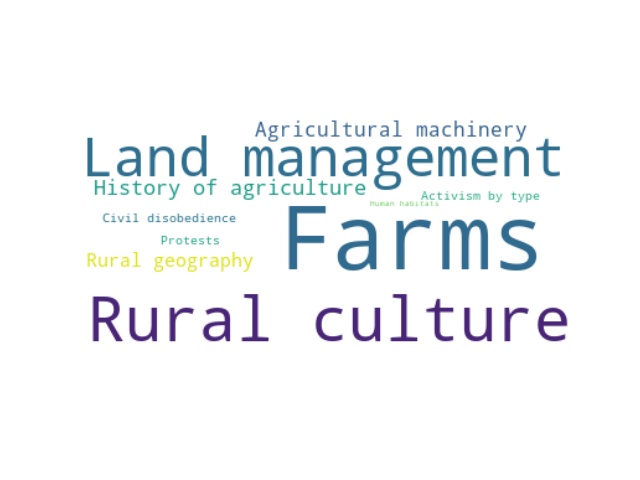 Agricultural machinery
Land management
History of agriculture
Activism by type
Human habitats
Civil disobedience
Farms
Protests
Rural geography
Rural culture